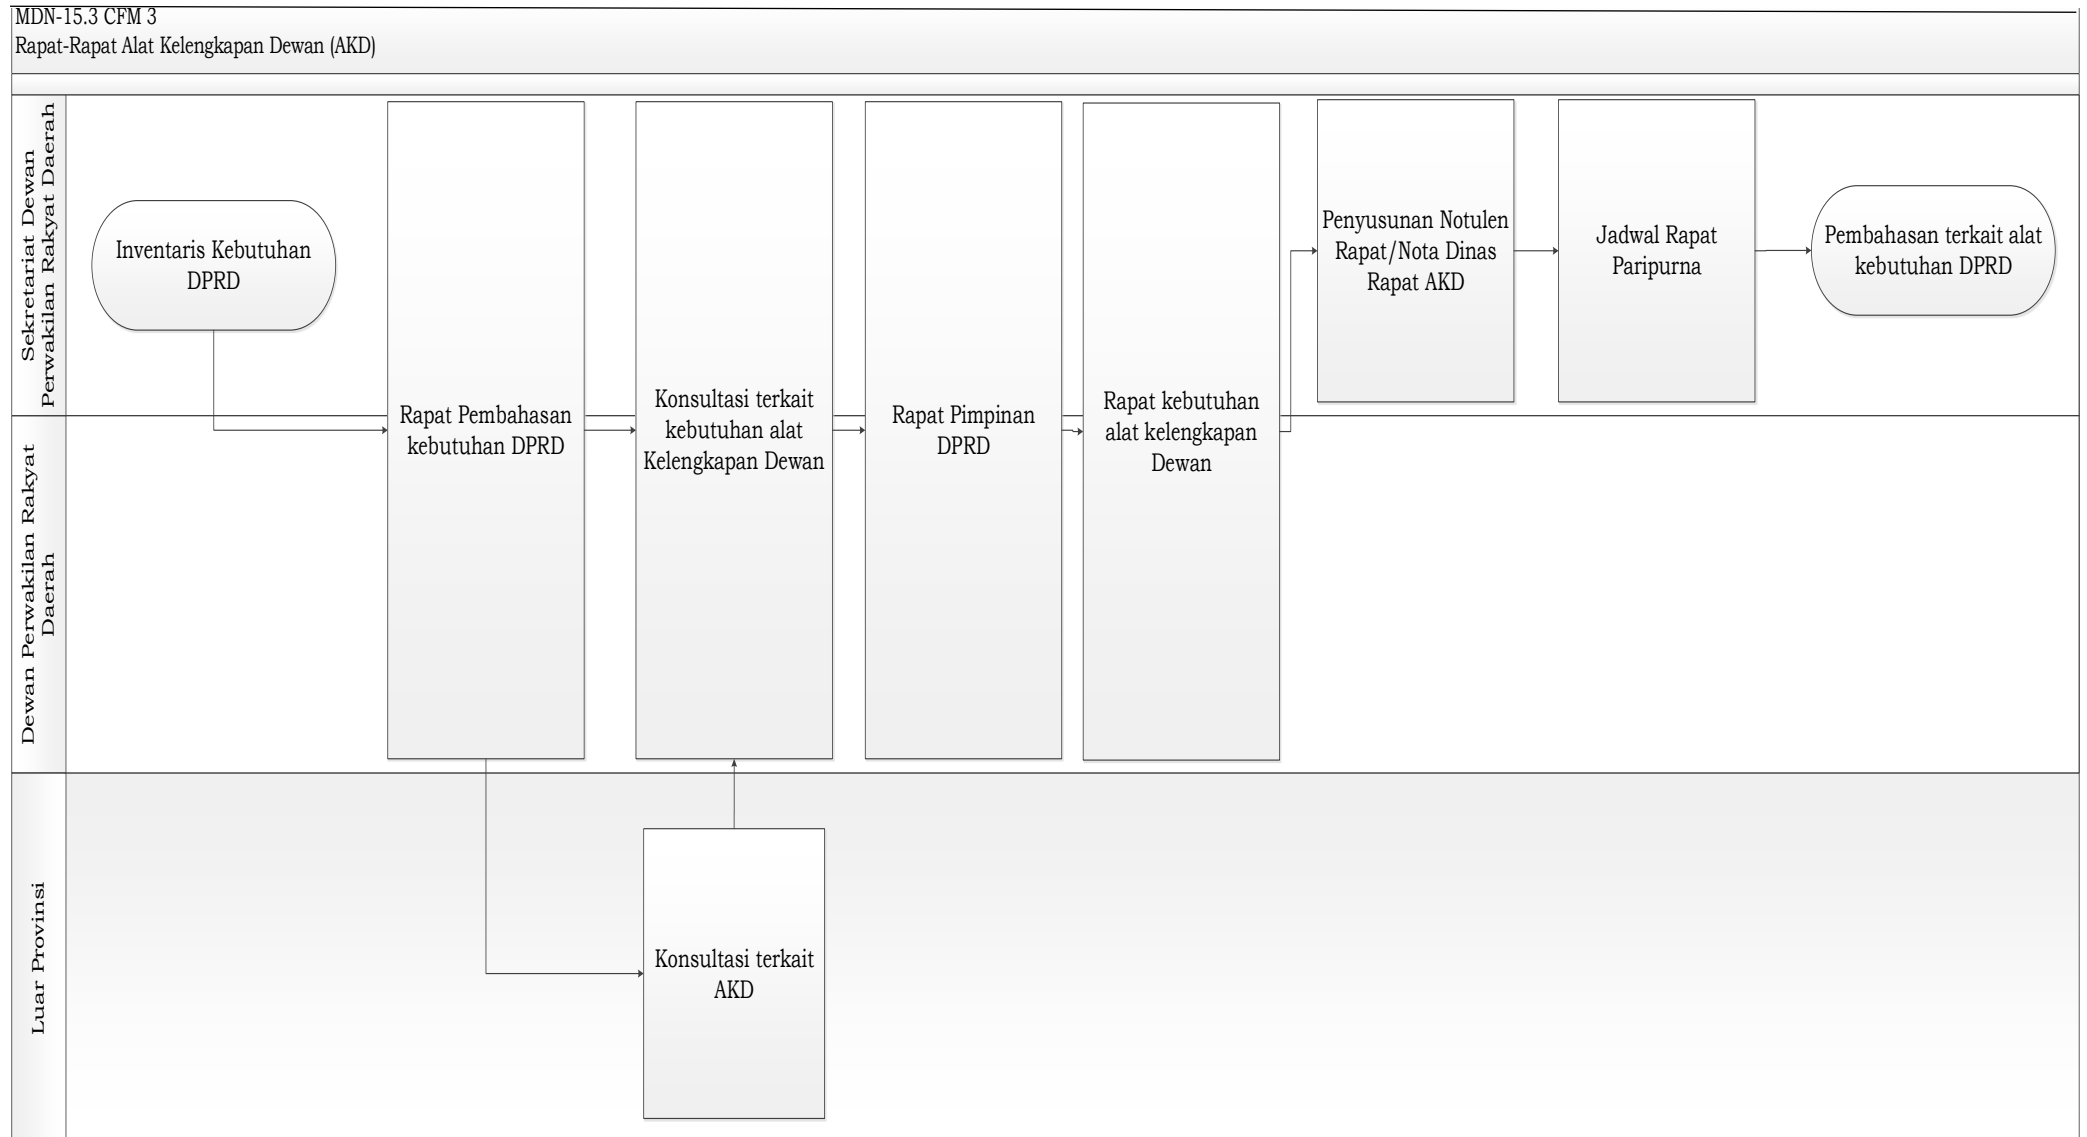 MDN-15.3 CFM 3
Rapat-Rapat Alat Kelengkapan Dewan (AKD)
Sekretariat Dewan
Perwakilan Rakyat Daerah
Inventaris Kebutuhan
DPRD
Rapat Pembahasan
kebutuhan DPRD
Konsultasi terkait
kebutuhan alat
Kelengkapan Dewan
Rapat Pimpinan
DPRD
Rapat kebutuhan
alat kelengkapan
Dewan
Penyusunan Notulen
Rapat/Nota Dinas
Rapat AKD
Jadwal Rapat
Paripurna
Pembahasan terkait alat
kebutuhan DPRD
Dewan Perwakilan Rakyat
Daerah
Luar Provinsi
Konsultasi terkait
AKD